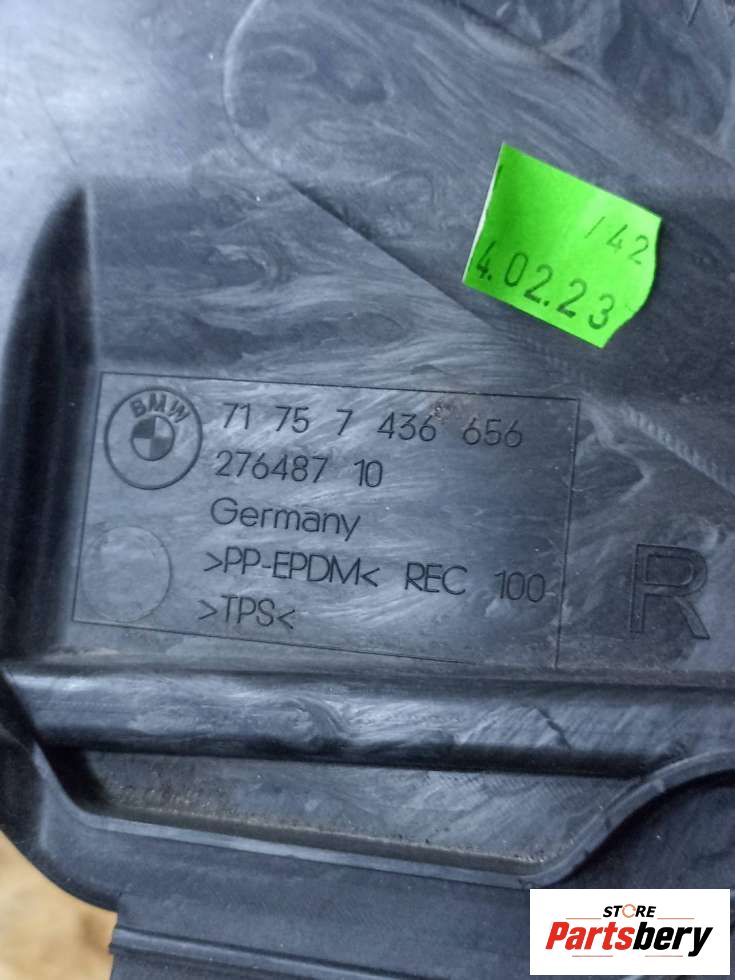 /42
4.02.23
BMW
71 75 7 436 656
276487 10
Germany
>PP-EPDM< REC 100
>TPS<
R
STORE
Partsbery